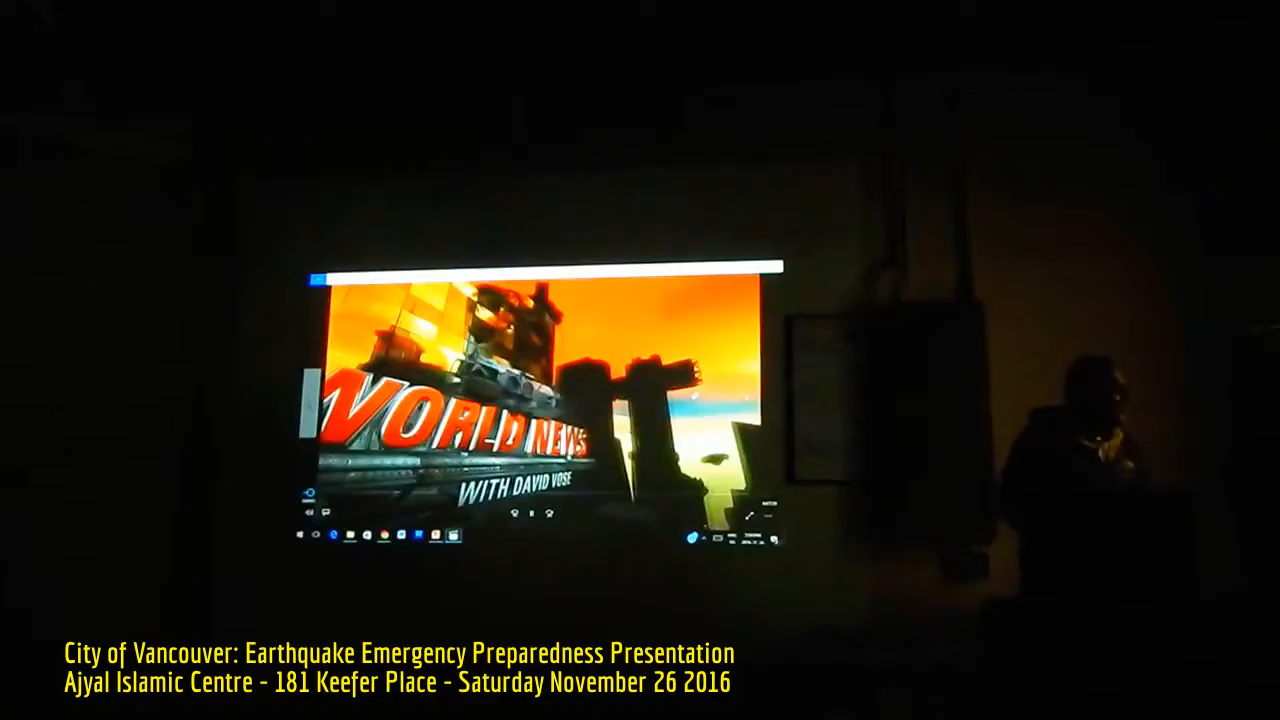 WORLD NEWS
WITH DAVID VOSE
City of Vancouver: Earthquake Emergency Preparedness Presentation
Ajyal Islamic Centre - 181 Keefer Place - Saturday November 26 2016